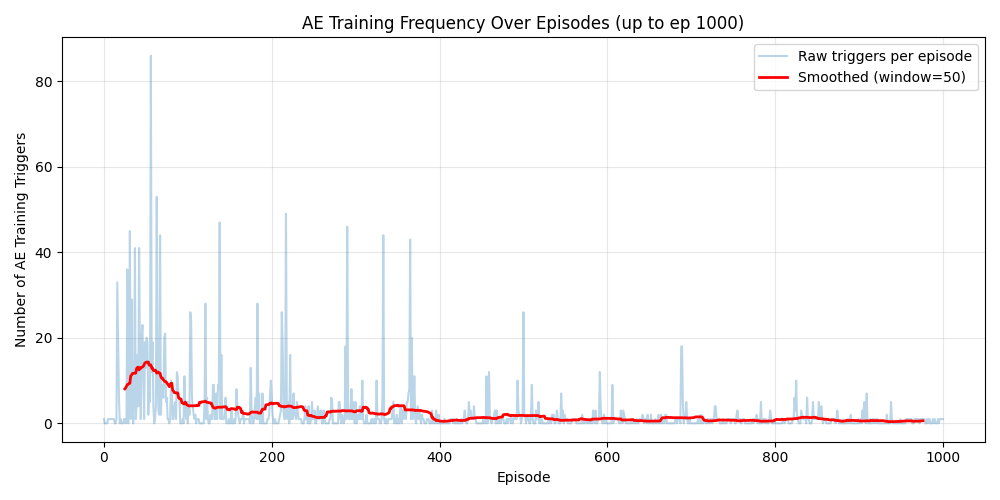 AE Training Frequency Over Episodes (up to ep 1000)
Raw triggers per episode
Smoothed (window=50)
Number of AE Training Triggers
80
60
40
20
0
0 200 400 600 800 1000
Episode